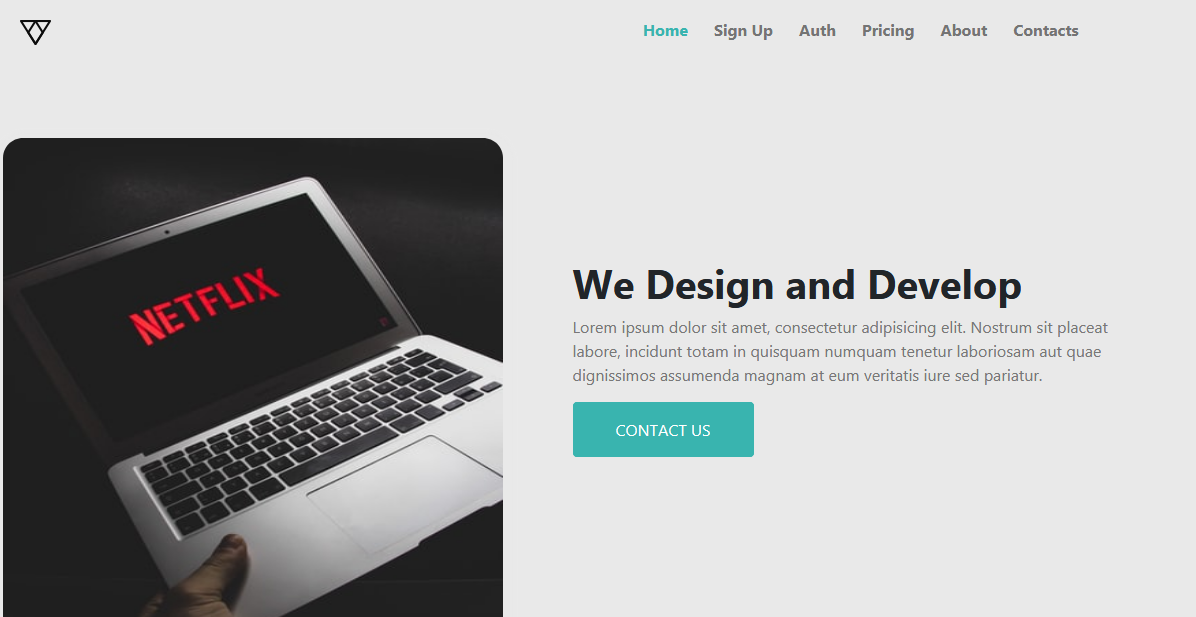 Home Sign Up Auth Pricing About Contacts
NETFLIX
We Design and Develop
Lorem ipsum dolor sit amet, consectetur adipisicing elit. Nostrum sit placeat
labore, incidunt totam in quisquam numquam tenetur laboriosam aut quae
dignissimos assumenda magnam at eum veritatis iure sed pariatur.
CONTACT US